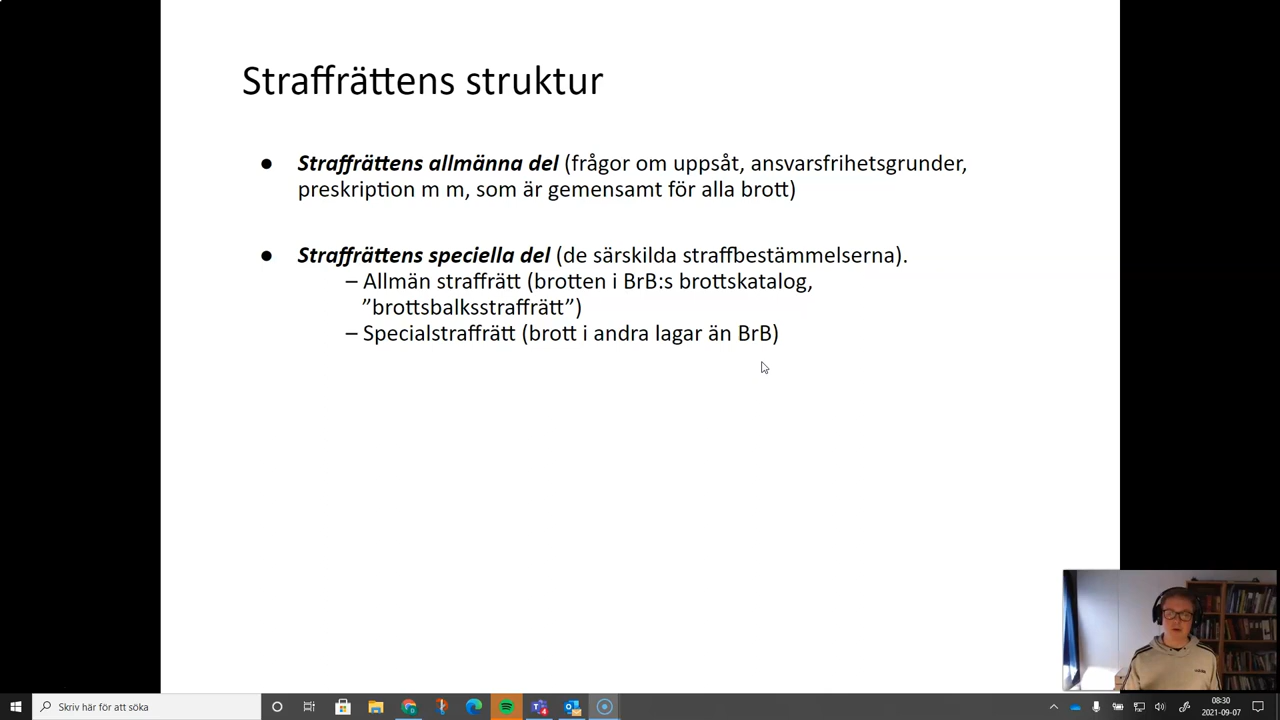 Straffrättens struktur
● Straffrättens allmänna del (frågor om uppsåt, ansvarsfrihetsgrunder,
preskription m m, som är gemensamt för alla brott)
● Straffrättens speciella del (de särskilda straffbestämmelserna).
– Allmän straffrätt (brotten i BrB:s brottskatalog,
”brottsbalksstraffrätt”)
– Specialstraffrätt (brott i andra lagar än BrB)
Skriv här för att söka
08:30
2021-09-07